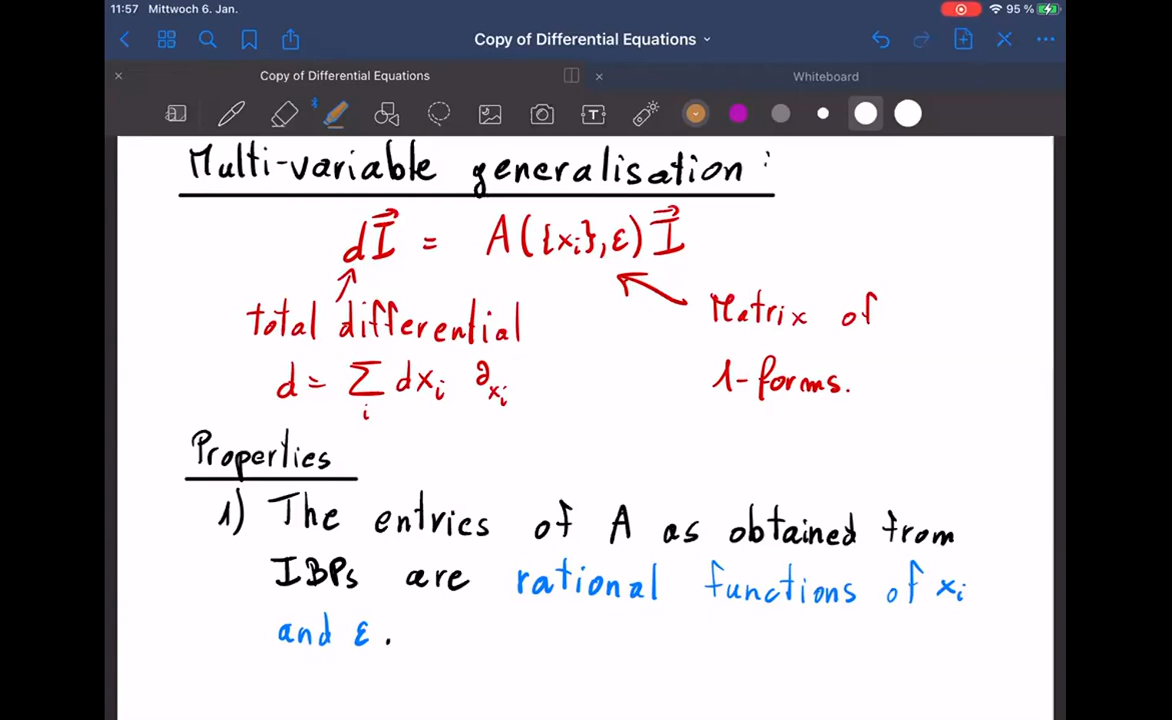 11:57 Mittwoch 6. Jan. 95 %
Copy of Differential Equations
Copy of Differential Equations Whiteboard
Multi-variable generalisation:
dI⃗ = A({xᵢ}, ε) I⃗
total differential
d = Σᵢ dxᵢ ∂ₓᵢ
Matrix of
1-forms.
Properties
1) The entries of A as obtained from
IBPs are rational functions of xᵢ
and ε.